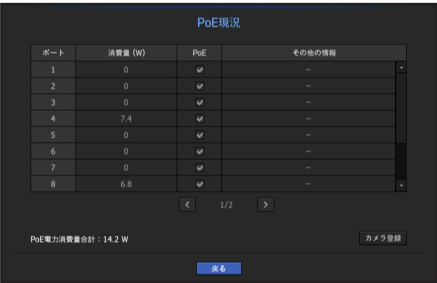 PoE現況
ポート 消費量 (W) PoE その他の情報
1 0 –
2 0 –
3 0 –
4 7.4 –
5 0 –
6 0 –
7 0 –
8 6.8 –
< 1/2 >
PoE電力消費量合計：14.2 W カメラ登録
戻る